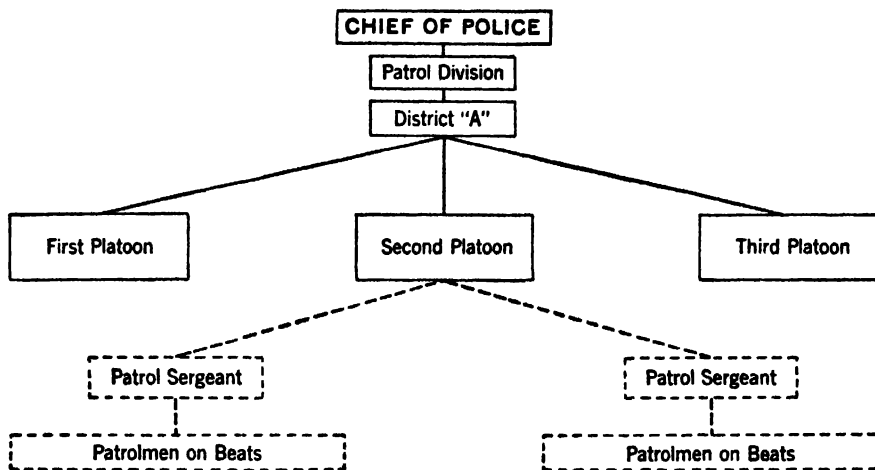 CHIEF OF POLICE
Patrol Division
District "A"
First Platoon
Second Platoon
Third Platoon
Patrol Sergeant
Patrol Sergeant
Patrolmen on Beats
Patrolmen on Beats